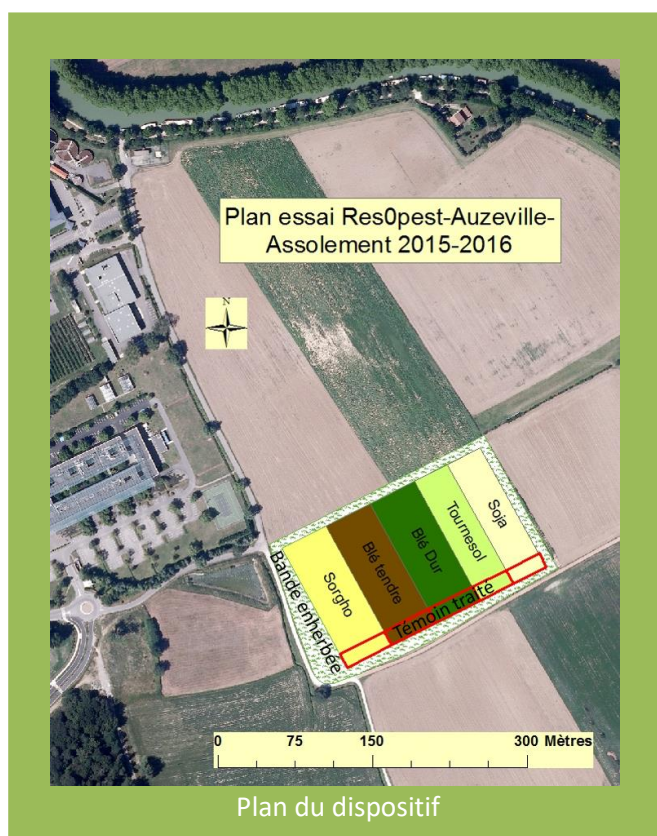 Plan essai Res0pest-Auzeville-
Assolement 2015-2016
N
Soja
Tournesol
Blé Dur
Blé tendre
Sorgho
Bande enherbée
Témoin traité
0 75 150 300 Mètres
Plan du dispositif